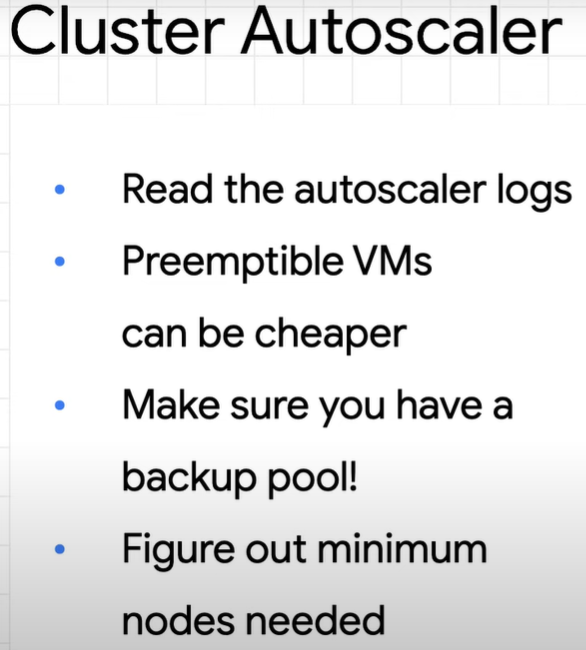 Cluster Autoscaler
• Read the autoscaler logs
• Preemptible VMs
can be cheaper
• Make sure you have a
backup pool!
• Figure out minimum
nodes needed